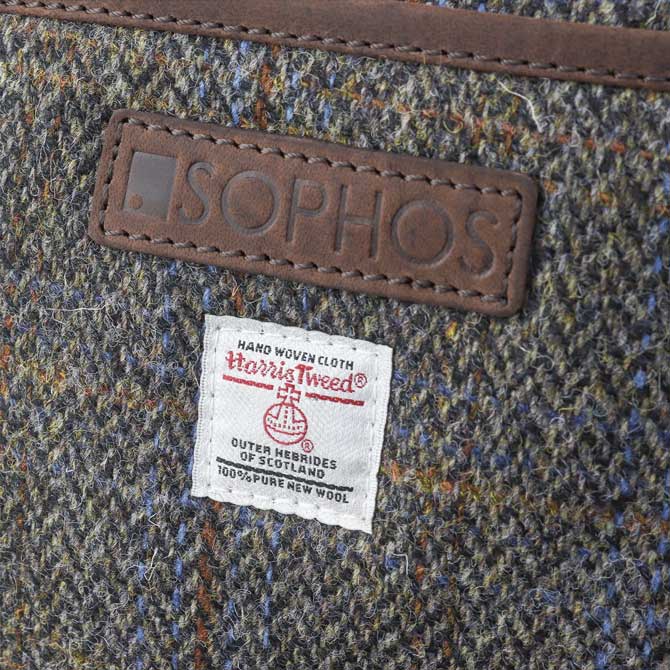 SOPHOS
HAND WOVEN CLOTH
Harris Tweed®
®
OUTER HEBRIDES
OF SCOTLAND
100% PURE NEW WOOL